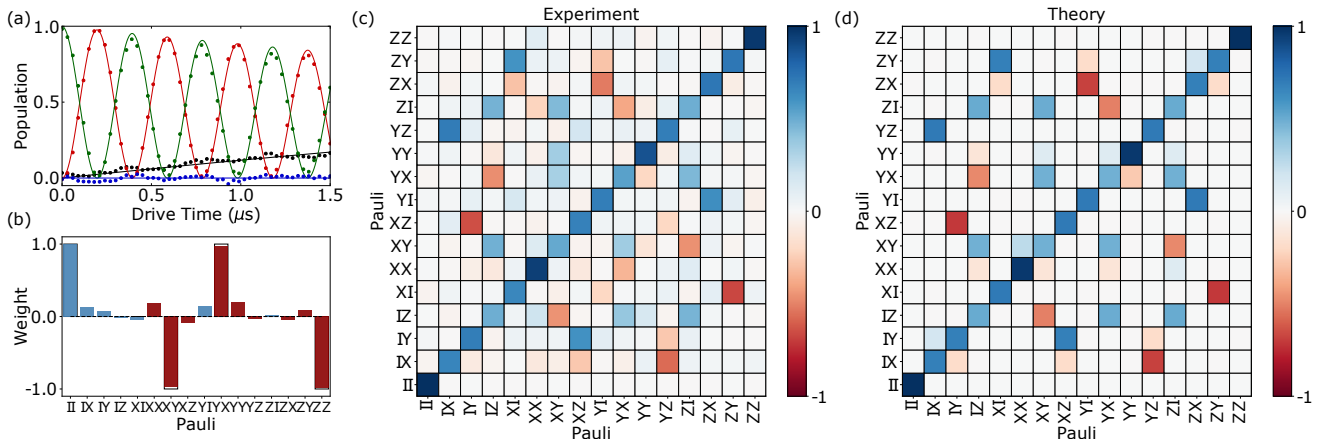 (a)
1.0
0.5
0.0
Population
0.0 0.5 1.0 1.5
Drive Time (μs)
(b)
1.0
0.0
-1.0
Weight
II IX IY IZ XI XX XY XZ YI YX YY YZ ZI ZX ZY ZZ
Pauli
(c)
Experiment
ZZ
ZY
ZX
ZI
YZ
YY
YX
YI
XZ
XY
XX
XI
IZ
IY
IX
II
Pauli
II IX IY IZ XI XX XY XZ YI YX YY YZ ZI ZX ZY ZZ
Pauli
1
0
-1
(d)
Theory
ZZ
ZY
ZX
ZI
YZ
YY
YX
YI
XZ
XY
XX
XI
IZ
IY
IX
II
Pauli
II IX IY IZ XI XX XY XZ YI YX YY YZ ZI ZX ZY ZZ
Pauli
1
0
-1